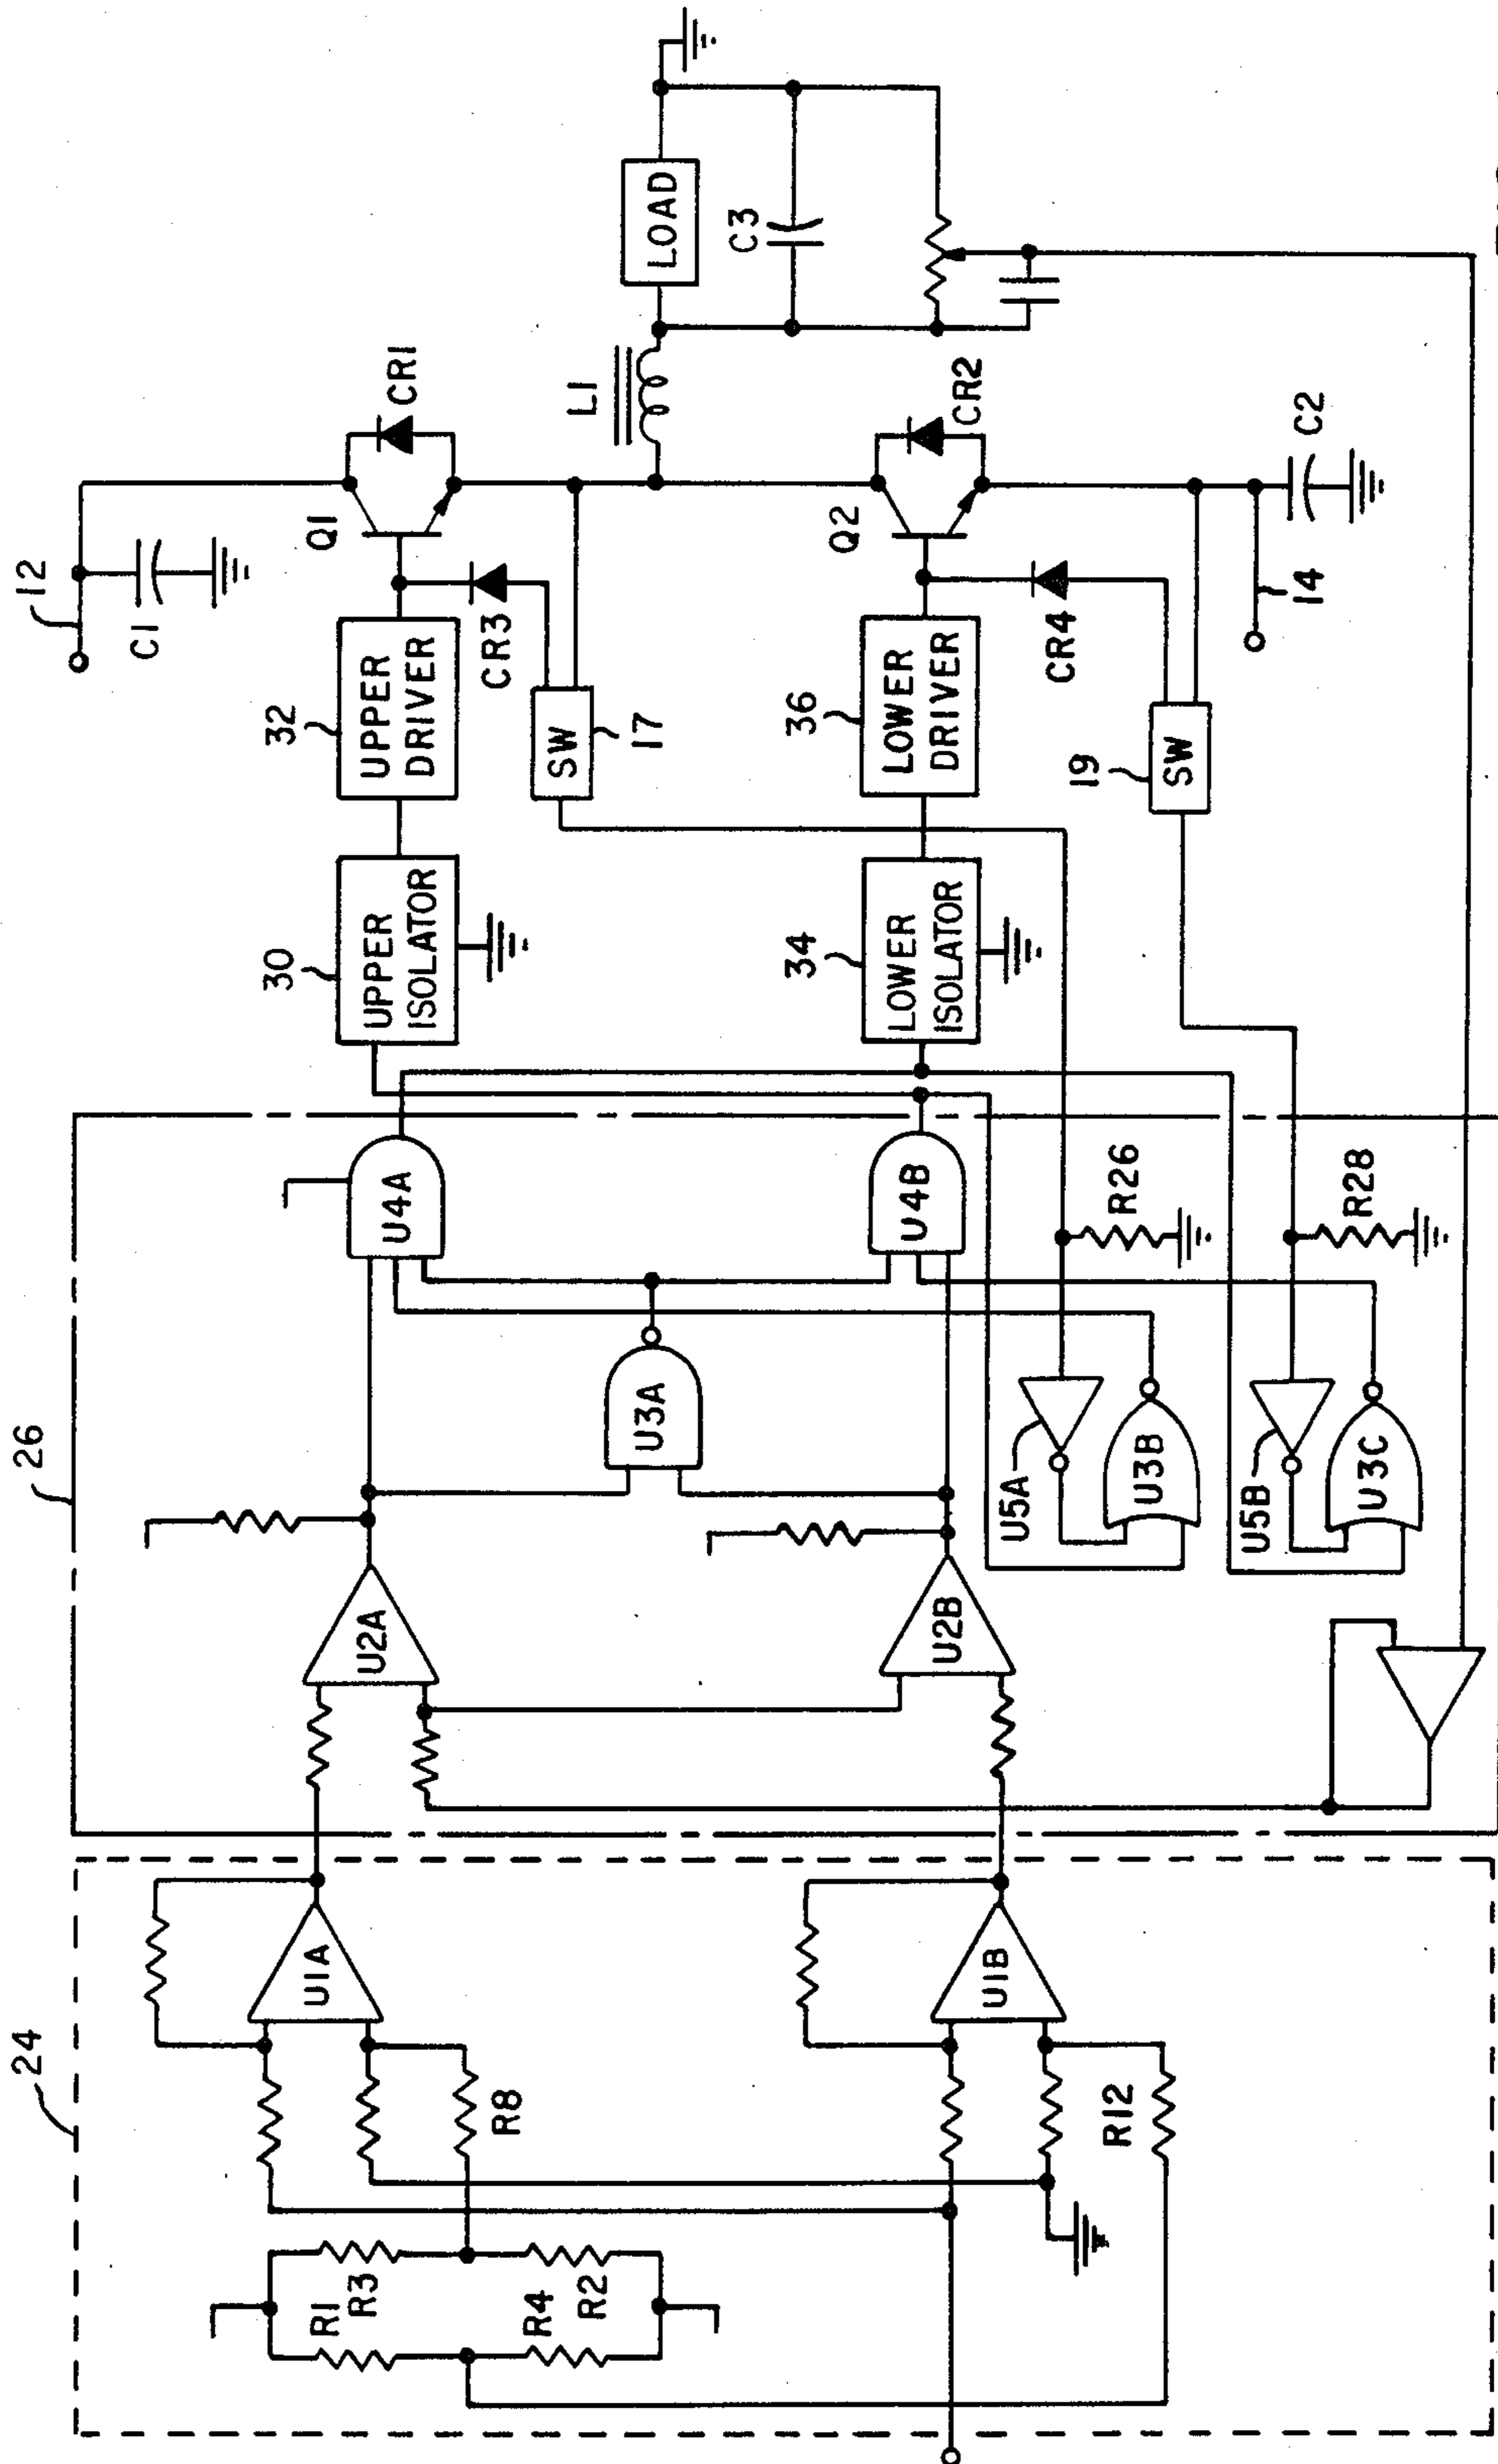 24
26
12
C1
Q1
CR1
32
UPPER
DRIVER
30
UPPER
ISOLATOR
CR3
SW
17
L1
LOAD
C3
Q2
CR2
36
LOWER
DRIVER
34
LOWER
ISOLATOR
CR4
19
SW
14
C2
U4A
U4B
U3A
U2A
U2B
R26
R28
U5A
U3B
U5B
U3C
U1A
U1B
R8
R12
R1
R3
R4
R2